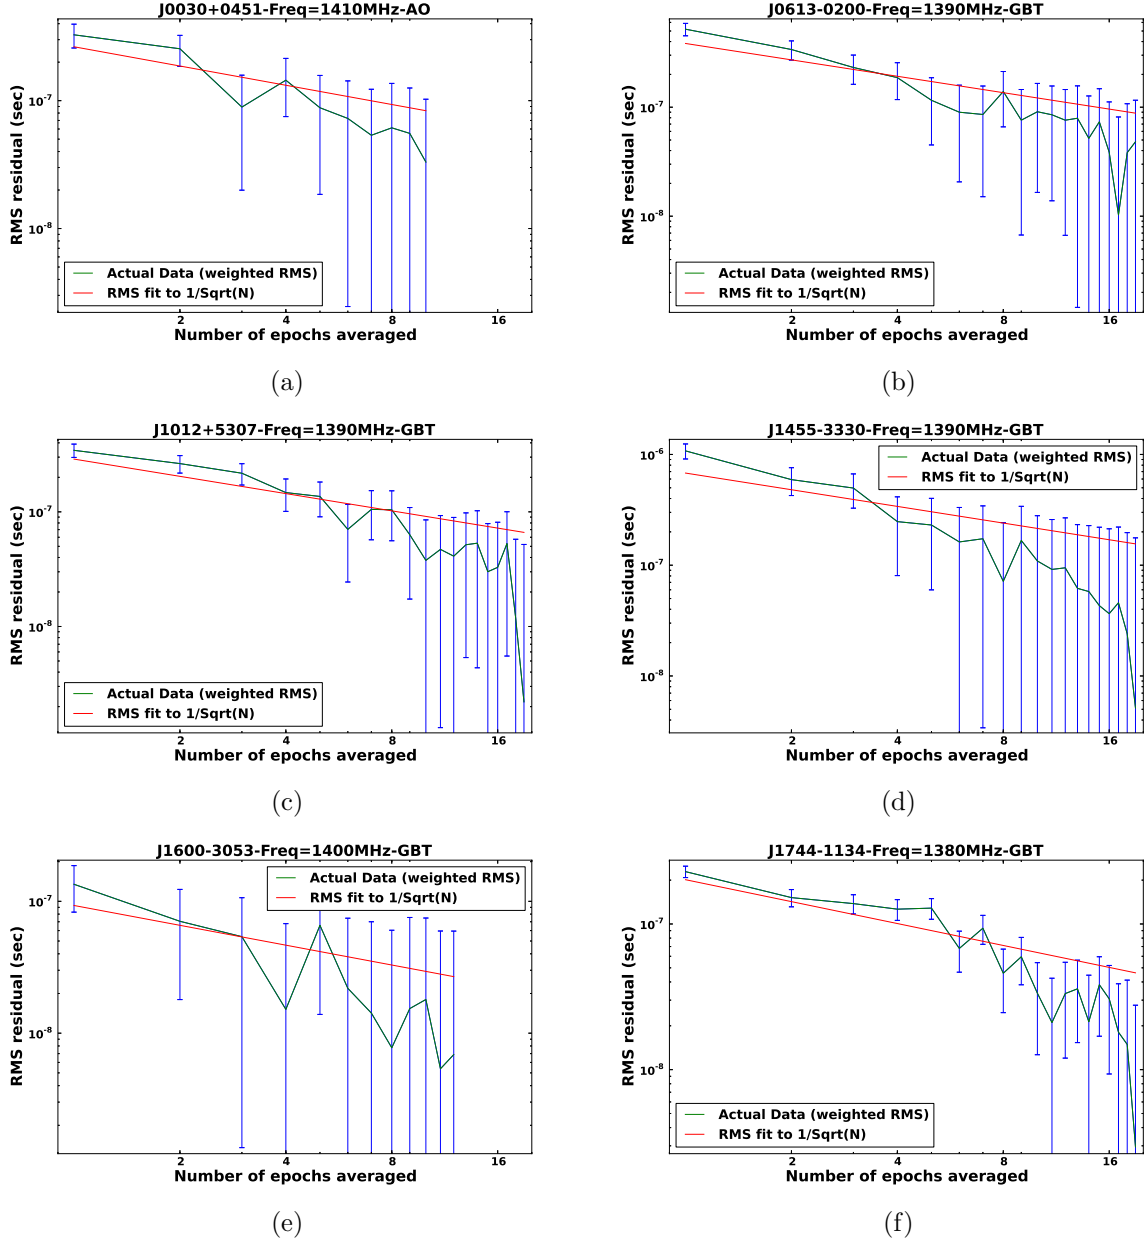 J0030+0451-Freq=1410MHz-AO
RMS residual (sec)
10^-7
10^-8
Actual Data (weighted RMS)
RMS fit to 1/Sqrt(N)
2 4 8 16
Number of epochs averaged
(a)
J0613-0200-Freq=1390MHz-GBT
RMS residual (sec)
10^-7
10^-8
Actual Data (weighted RMS)
RMS fit to 1/Sqrt(N)
2 4 8 16
Number of epochs averaged
(b)
J1012+5307-Freq=1390MHz-GBT
RMS residual (sec)
10^-7
10^-8
Actual Data (weighted RMS)
RMS fit to 1/Sqrt(N)
2 4 8 16
Number of epochs averaged
(c)
J1455-3330-Freq=1390MHz-GBT
RMS residual (sec)
10^-6
10^-7
10^-8
Actual Data (weighted RMS)
RMS fit to 1/Sqrt(N)
2 4 8 16
Number of epochs averaged
(d)
J1600-3053-Freq=1400MHz-GBT
RMS residual (sec)
10^-7
10^-8
Actual Data (weighted RMS)
RMS fit to 1/Sqrt(N)
2 4 8 16
Number of epochs averaged
(e)
J1744-1134-Freq=1380MHz-GBT
RMS residual (sec)
10^-7
10^-8
Actual Data (weighted RMS)
RMS fit to 1/Sqrt(N)
2 4 8 16
Number of epochs averaged
(f)